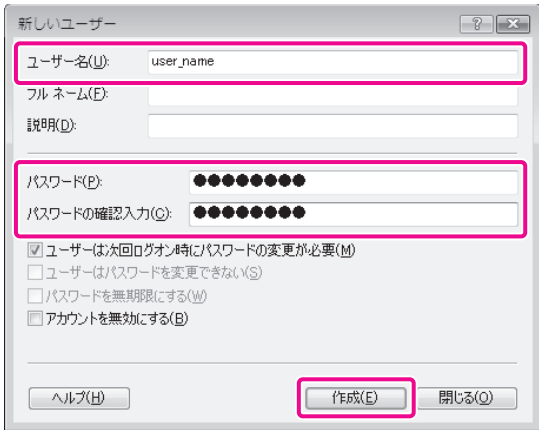 新しいユーザー
ユーザー名(U): user_name
フル ネーム(F):
説明(D):
パスワード(P): ●●●●●●●●
パスワードの確認入力(C): ●●●●●●●●
ユーザーは次回ログオン時にパスワードの変更が必要(M)
ユーザーはパスワードを変更できない(S)
パスワードを無期限にする(W)
アカウントを無効にする(B)
ヘルプ(H) 作成(E) 閉じる(O)